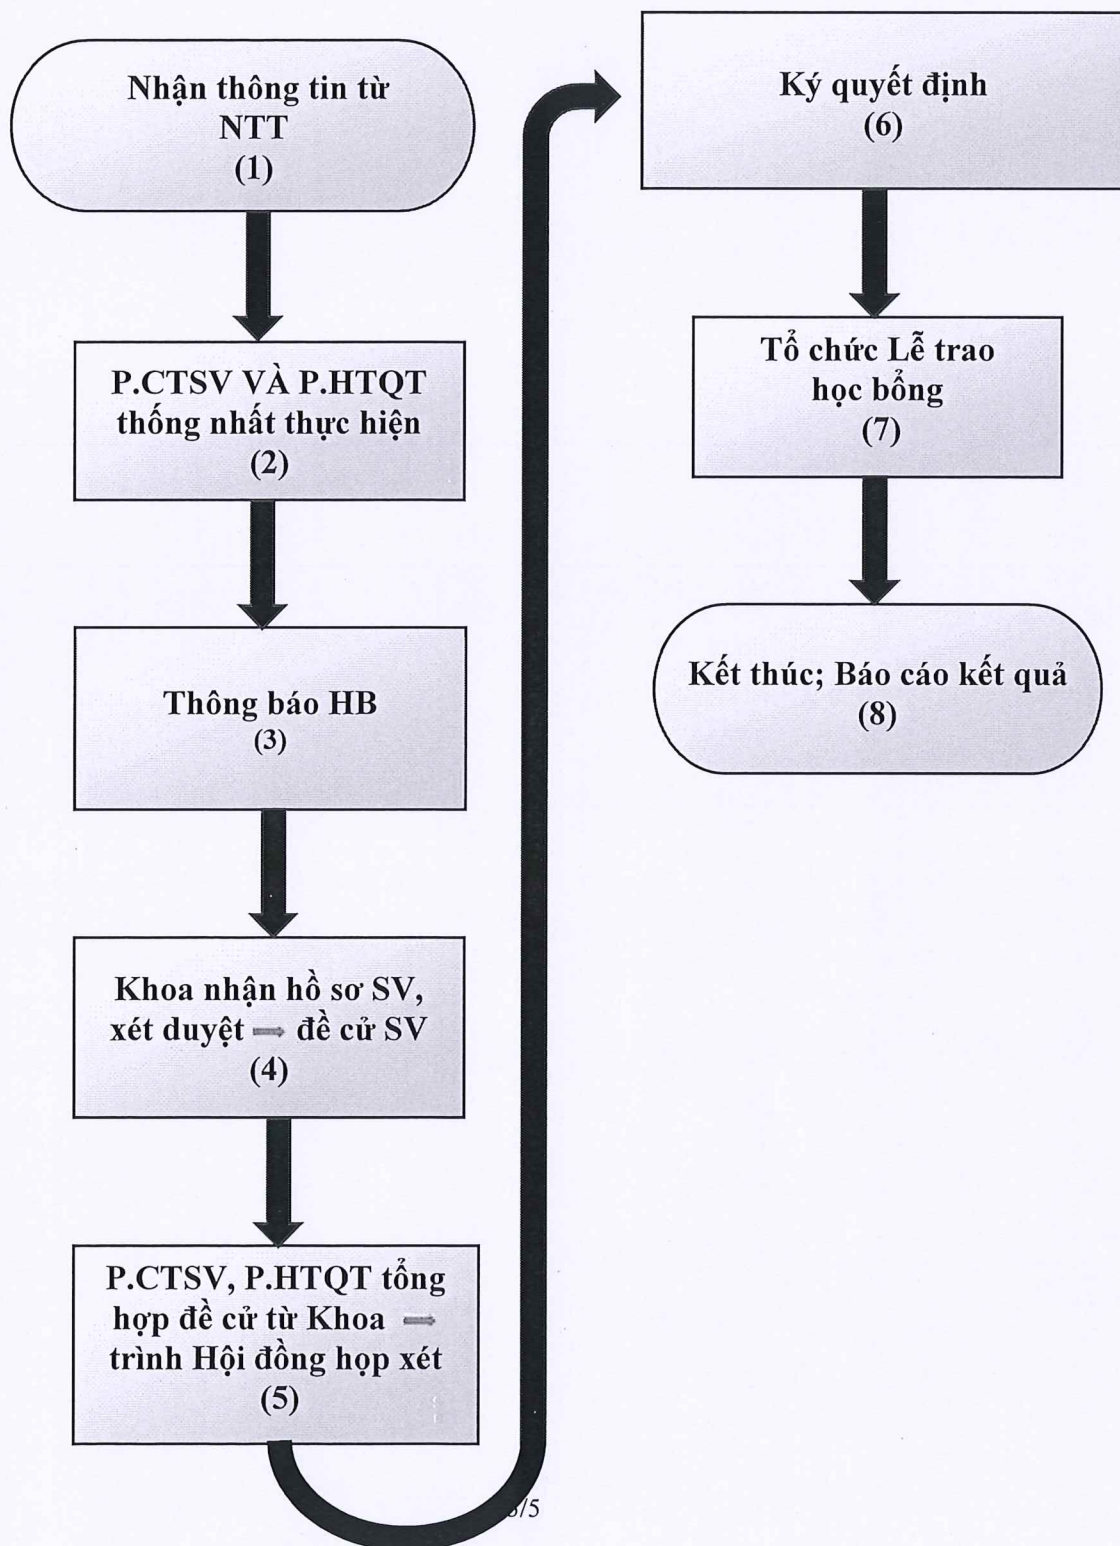 Nhận thông tin từ
NTT
(1)
P.CTSV VÀ P.HTQT
thống nhất thực hiện
(2)
Thông báo HB
(3)
Khoa nhận hồ sơ SV,
xét duyệt ⇒ đề cử SV
(4)
P.CTSV, P.HTQT tổng
hợp đề cử từ Khoa ⇒
trình Hội đồng họp xét
(5)
Ký quyết định
(6)
Tổ chức Lễ trao
học bổng
(7)
Kết thúc; Báo cáo kết quả
(8)
/5